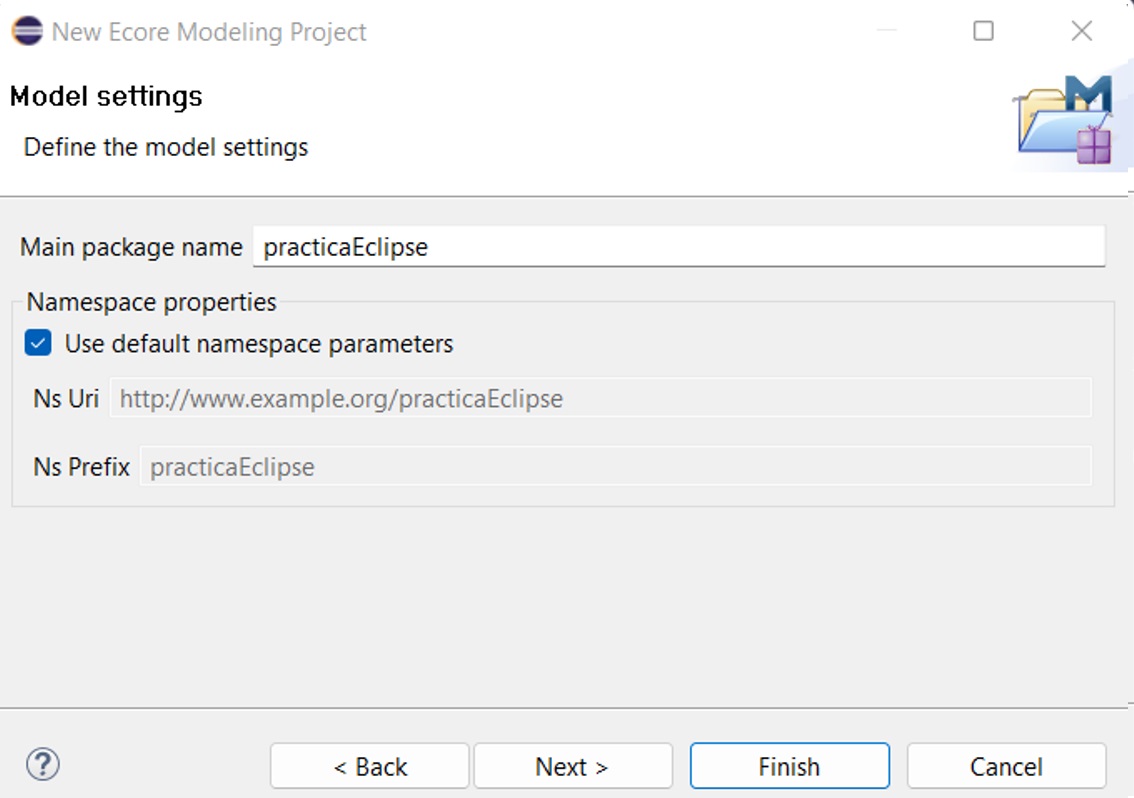 New Ecore Modeling Project
Model settings
Define the model settings
Main package name practicaEclipse
Namespace properties
Use default namespace parameters
Ns Uri http://www.example.org/practicaEclipse
Ns Prefix practicaEclipse
? < Back Next > Finish Cancel